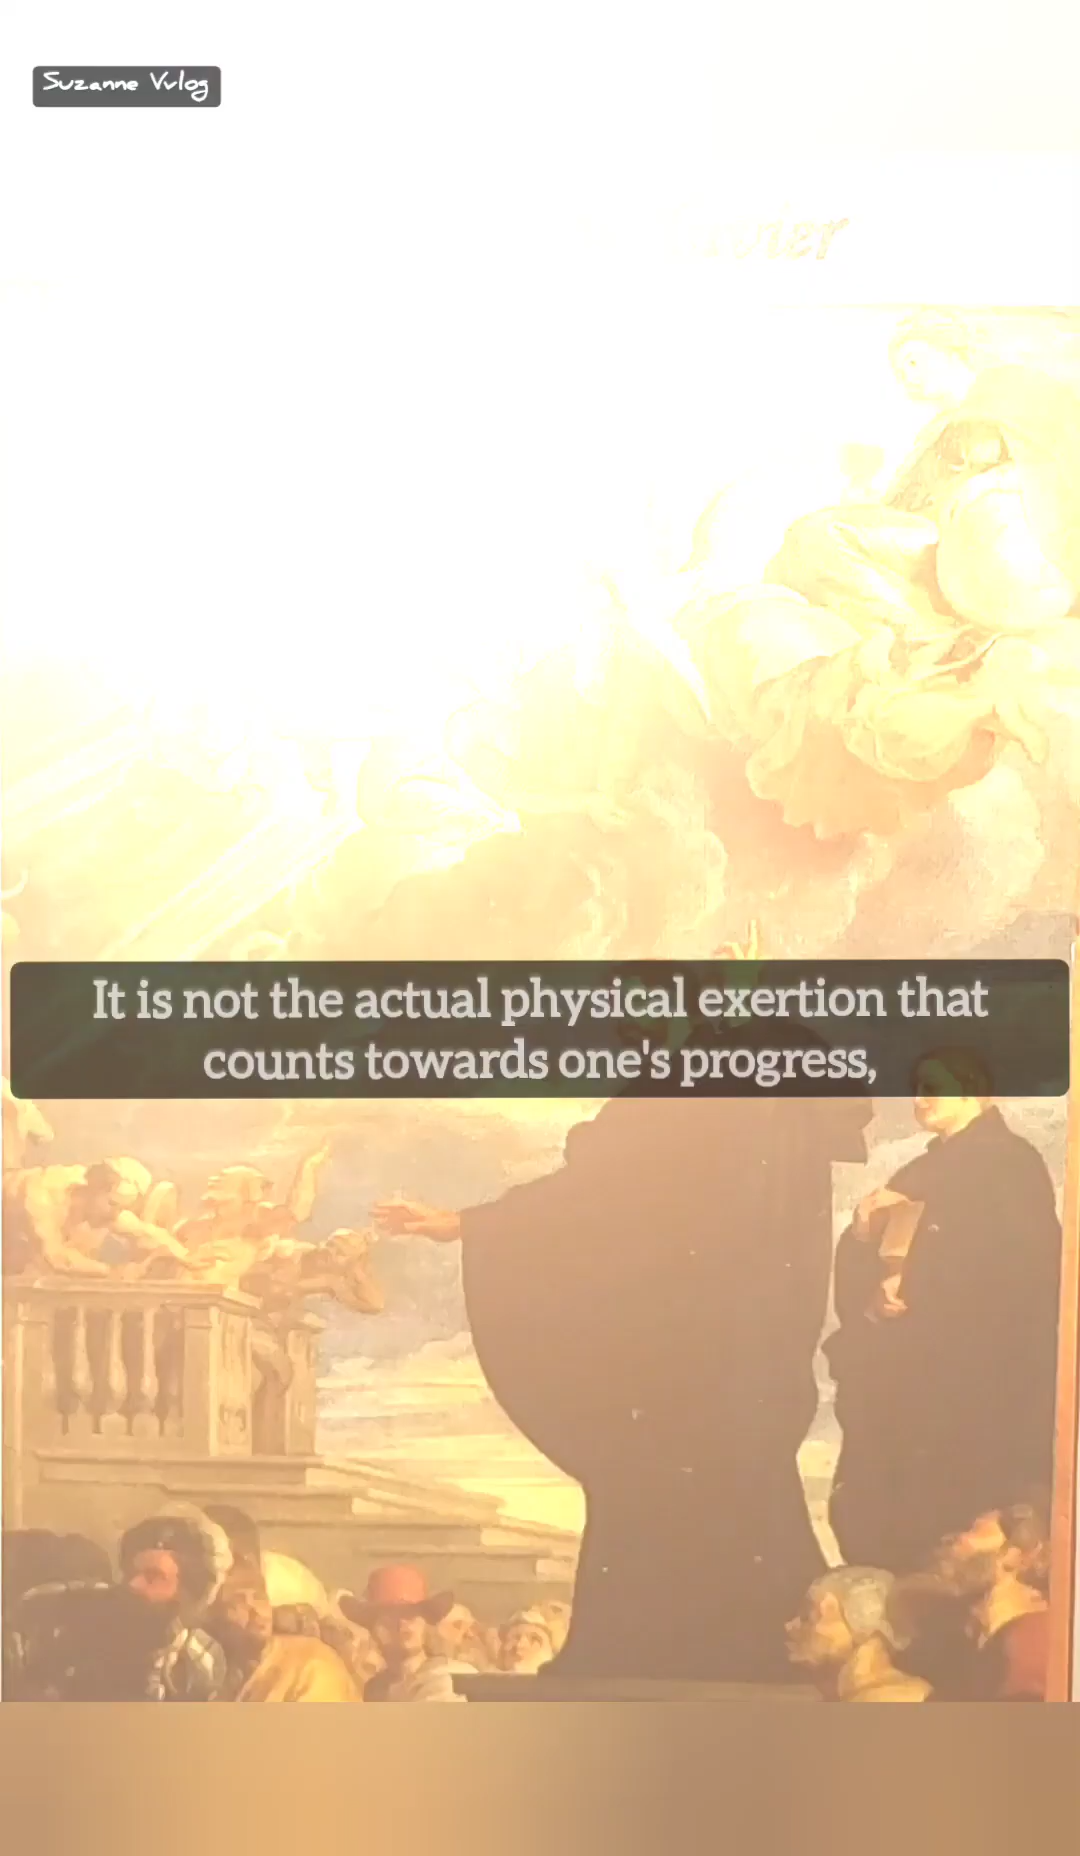 Suzanne Vvlog
It is not the actual physical exertion that
counts towards one's progress,